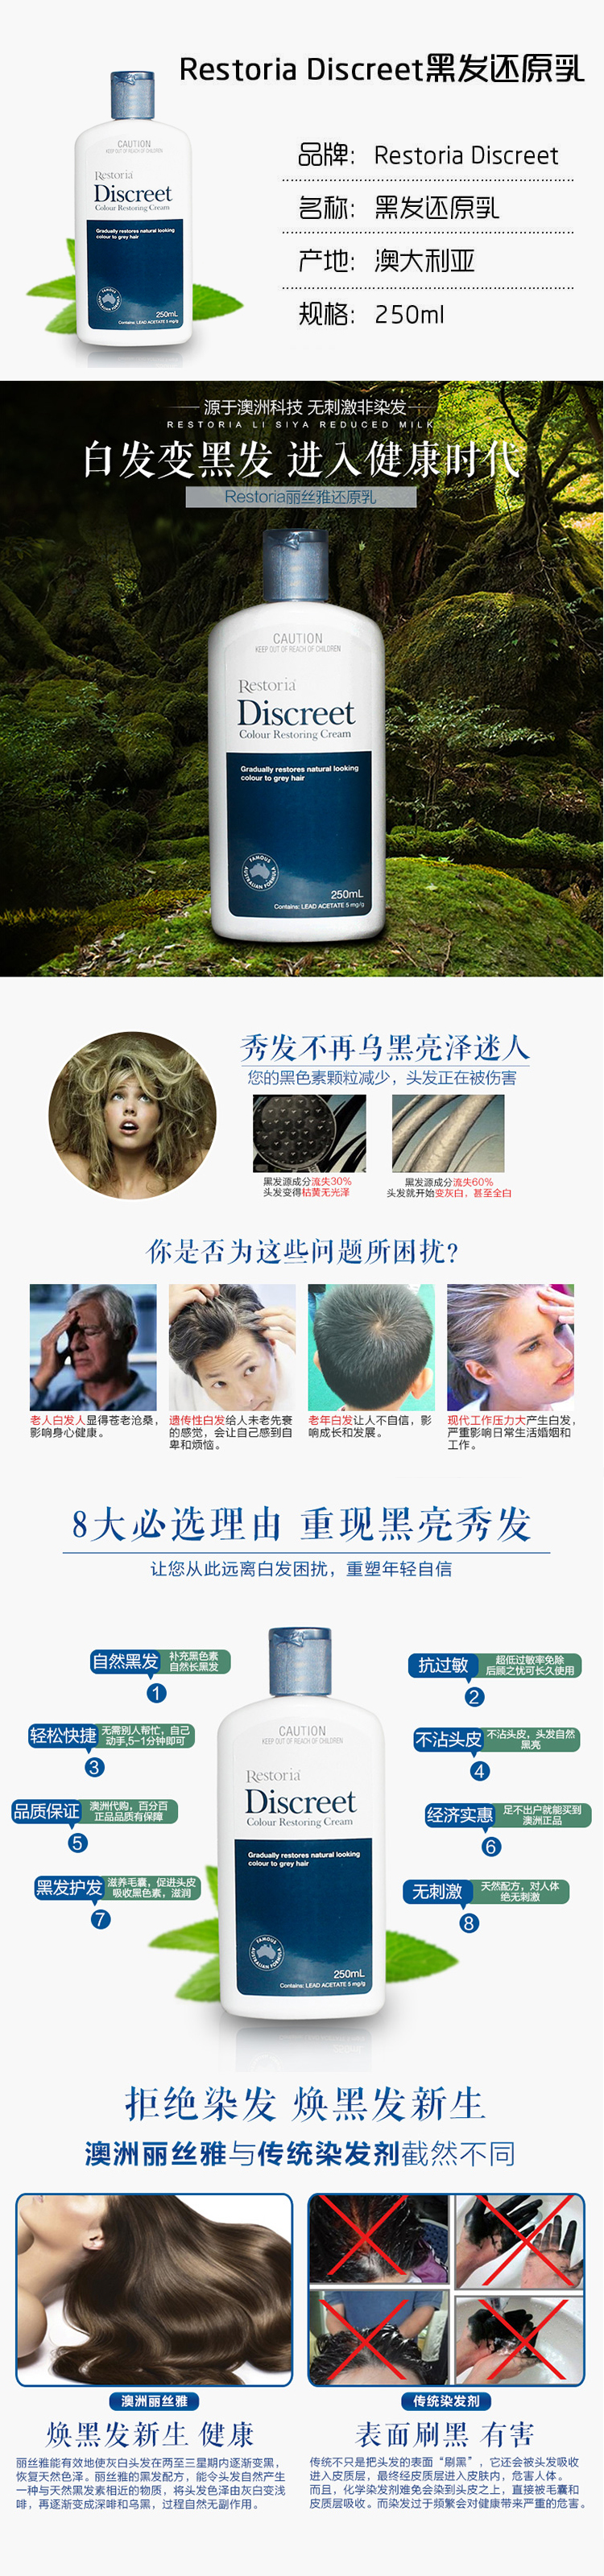 Restoria Discreet黑发还原乳
CAUTION
KEEP OUT OF REACH OF CHILDREN
Restoria
Discreet
Colour Restoring Cream
Gradually restores natural looking
colour to grey hair
FAMOUS
AUSTRALIAN FORMULA
250mL
Contains: LEAD ACETATE 5 mg/g
品牌: Restoria Discreet
名称: 黑发还原乳
产地: 澳大利亚
规格: 250ml
源于澳洲科技 无刺激非染发
RESTORIA LI SIYA REDUCED MILK
白发变黑发 进入健康时代
Restoria丽丝雅还原乳
CAUTION
KEEP OUT OF REACH OF CHILDREN
Restoria
Discreet
Colour Restoring Cream
Gradually restores natural looking
colour to grey hair
FAMOUS
AUSTRALIAN FORMULA
250mL
Contains: LEAD ACETATE 5 mg/g
秀发不再乌黑亮泽迷人
您的黑色素颗粒减少，头发正在被伤害
黑发源成分流失30%
头发变得枯黄无光泽
黑发源成分流失60%
头发就开始变灰白，甚至全白
你是否为这些问题所困扰?
老人白发人显得苍老沧桑，
影响身心健康。
遗传性白发给人未老先衰
的感觉，会让自己感到自
卑和烦恼。
老年白发让人不自信，影
响成长和发展。
现代工作压力大产生白发，
严重影响日常生活婚姻和
工作。
8大必选理由 重现黑亮秀发
让您从此远离白发困扰，重塑年轻自信
自然黑发 补充黑色素
自然长黑发
1
抗过敏 超低过敏率免除
后顾之忧可长久使用
2
轻松快捷 无需别人帮忙，自己
动手,5-1分钟即可
3
不沾头皮 不沾头皮，头发自然
黑亮
4
品质保证 澳洲代购，百分百
正品品质有保障
5
经济实惠 足不出户就能买到
澳洲正品
6
黑发护发 滋养毛囊，促进头皮
吸收黑色素，滋润
7
无刺激 天然配方，对人体
绝无刺激
8
CAUTION
KEEP OUT OF REACH OF CHILDREN
Restoria
Discreet
Colour Restoring Cream
Gradually restores natural looking
colour to grey hair
FAMOUS
AUSTRALIAN FORMULA
250mL
Contains: LEAD ACETATE 5 mg/g
拒绝染发 焕黑发新生
澳洲丽丝雅与传统染发剂截然不同
澳洲丽丝雅
焕黑发新生 健康
丽丝雅能有效地使灰白头发在两至三星期内逐渐变黑，
恢复天然色泽。丽丝雅的黑发配方，能令头发自然产生
一种与天然黑发素相近的物质，将头发色泽由灰白变浅
啡，再逐渐变成深啡和乌黑，过程自然无副作用。
传统染发剂
表面刷黑 有害
传统不只是把头发的表面“刷黑”，它还会被头发吸收
进入皮质层，最终经皮质层进入皮肤内，危害人体。
而且，化学染发剂难免会染到头皮之上，直接被毛囊和
皮质层吸收。而染发过于频繁会对健康带来严重的危害。